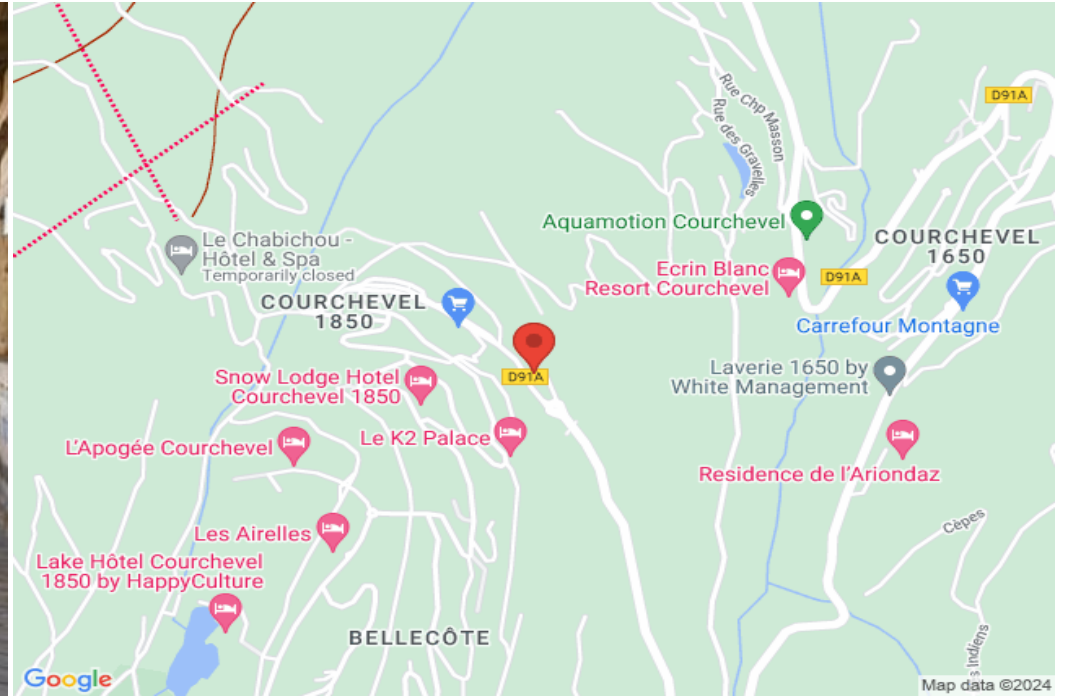 D91A
Rue Chp Masson
Rue des Gravelles
Aquamotion Courchevel
COURCHEVEL
1650
Le Chabichou -
Hôtel & Spa
Temporarily closed
Ecrin Blanc
Resort Courchevel
D91A
COURCHEVEL
1850
Carrefour Montagne
Laverie 1650 by
White Management
D91A
Snow Lodge Hotel
Courchevel 1850
Le K2 Palace
L'Apogée Courchevel
Residence de l'Ariondaz
Cèpes
Les Airelles
Lake Hôtel Courchevel
1850 by HappyCulture
BELLECÔTE
Indiens
Google
Map data ©2024